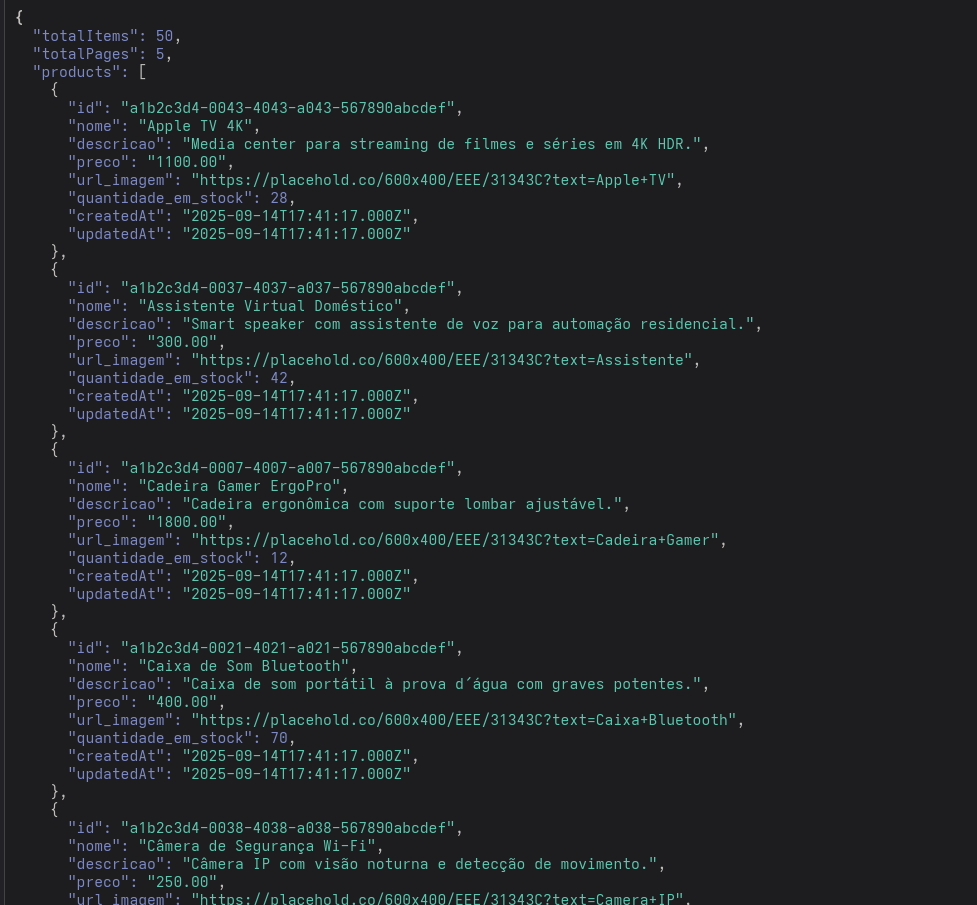 {
  "totalItems": 50,
  "totalPages": 5,
  "products": [
    {
      "id": "a1b2c3d4-0043-4043-a043-567890abcdef",
      "nome": "Apple TV 4K",
      "descricao": "Media center para streaming de filmes e séries em 4K HDR.",
      "preco": "1100.00",
      "url_imagem": "https://placehold.co/600x400/EEE/31343C?text=Apple+TV",
      "quantidade_em_stock": 28,
      "createdAt": "2025-09-14T17:41:17.000Z",
      "updatedAt": "2025-09-14T17:41:17.000Z"
    },
    {
      "id": "a1b2c3d4-0037-4037-a037-567890abcdef",
      "nome": "Assistente Virtual Doméstico",
      "descricao": "Smart speaker com assistente de voz para automação residencial.",
      "preco": "300.00",
      "url_imagem": "https://placehold.co/600x400/EEE/31343C?text=Assistente",
      "quantidade_em_stock": 42,
      "createdAt": "2025-09-14T17:41:17.000Z",
      "updatedAt": "2025-09-14T17:41:17.000Z"
    },
    {
      "id": "a1b2c3d4-0007-4007-a007-567890abcdef",
      "nome": "Cadeira Gamer ErgoPro",
      "descricao": "Cadeira ergonômica com suporte lombar ajustável.",
      "preco": "1800.00",
      "url_imagem": "https://placehold.co/600x400/EEE/31343C?text=Cadeira+Gamer",
      "quantidade_em_stock": 12,
      "createdAt": "2025-09-14T17:41:17.000Z",
      "updatedAt": "2025-09-14T17:41:17.000Z"
    },
    {
      "id": "a1b2c3d4-0021-4021-a021-567890abcdef",
      "nome": "Caixa de Som Bluetooth",
      "descricao": "Caixa de som portátil à prova d´água com graves potentes.",
      "preco": "400.00",
      "url_imagem": "https://placehold.co/600x400/EEE/31343C?text=Caixa+Bluetooth",
      "quantidade_em_stock": 70,
      "createdAt": "2025-09-14T17:41:17.000Z",
      "updatedAt": "2025-09-14T17:41:17.000Z"
    },
    {
      "id": "a1b2c3d4-0038-4038-a038-567890abcdef",
      "nome": "Câmera de Segurança Wi-Fi",
      "descricao": "Câmera IP com visão noturna e detecção de movimento.",
      "preco": "250.00",
      "url_imagem": "https://placehold.co/600x400/EEE/31343C?text=Camera+IP",